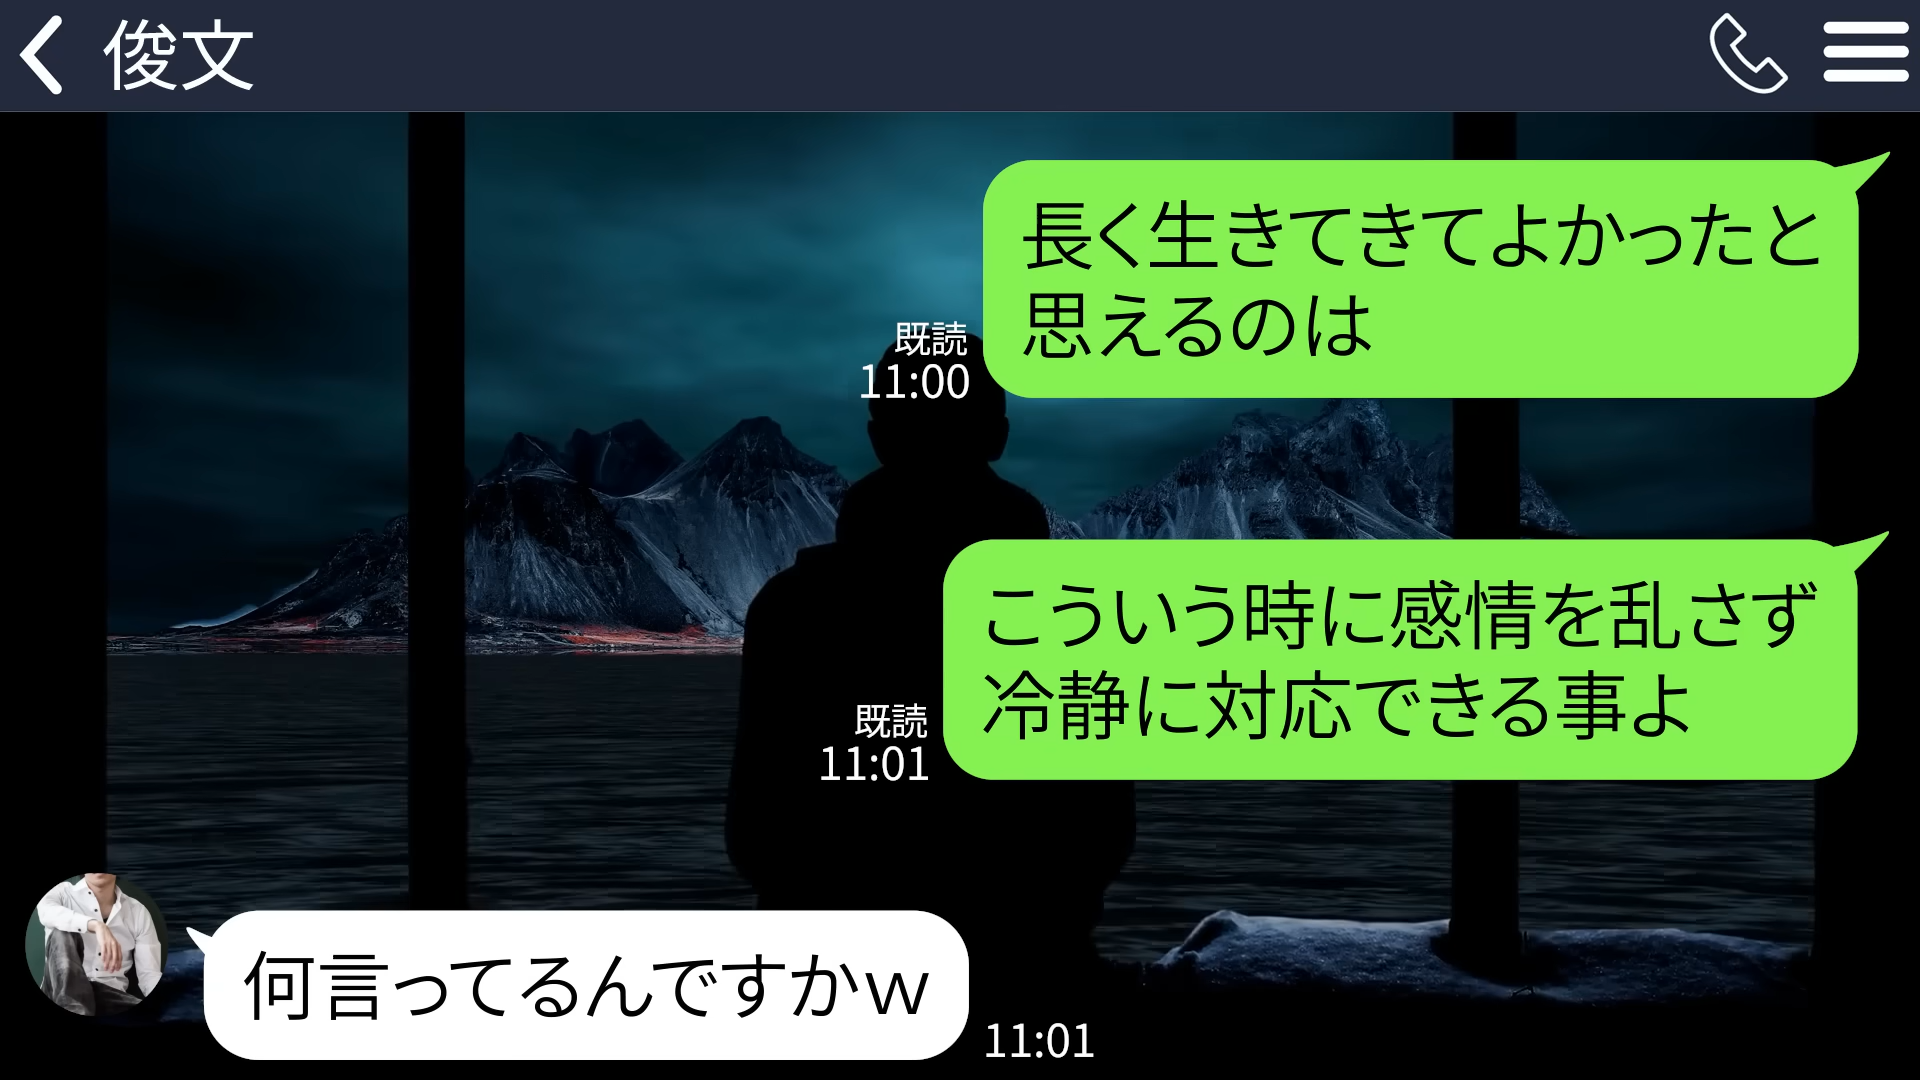 俊文
長く生きてきてよかったと
思えるのは
既読
11:00
こういう時に感情を乱さず
冷静に対応できる事よ
既読
11:01
何言ってるんですかｗ
11:01